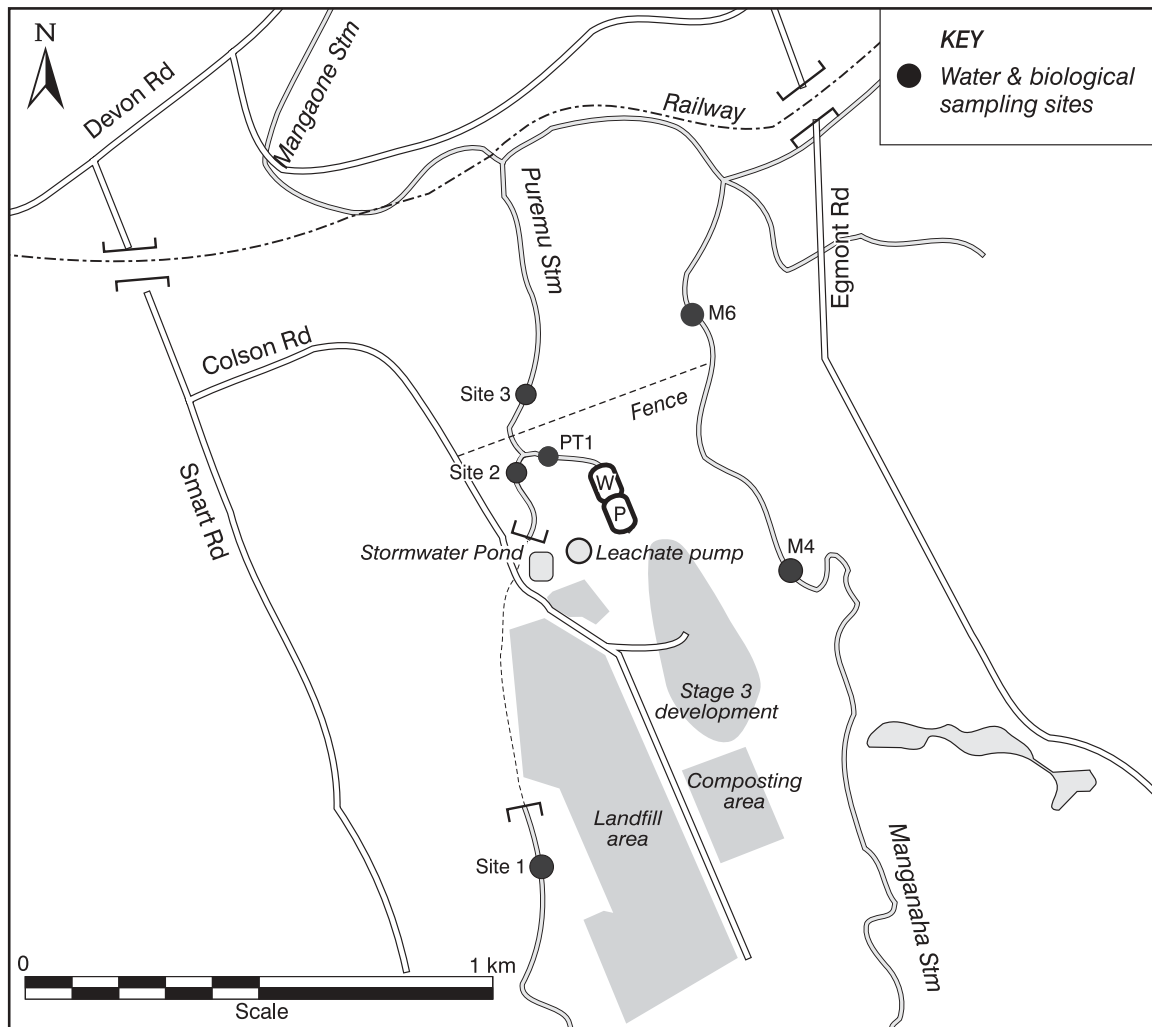 N
KEY
Water & biological
sampling sites
Devon Rd
Mangaone Stm
Railway
Puremu Stm
Egmont Rd
M6
Colson Rd
Site 3
Fence
PT1
Site 2
W
P
Smart Rd
Stormwater Pond
Leachate pump
M4
Stage 3
development
Composting
area
Landfill
area
Manganaha Stm
Site 1
0
1 km
Scale